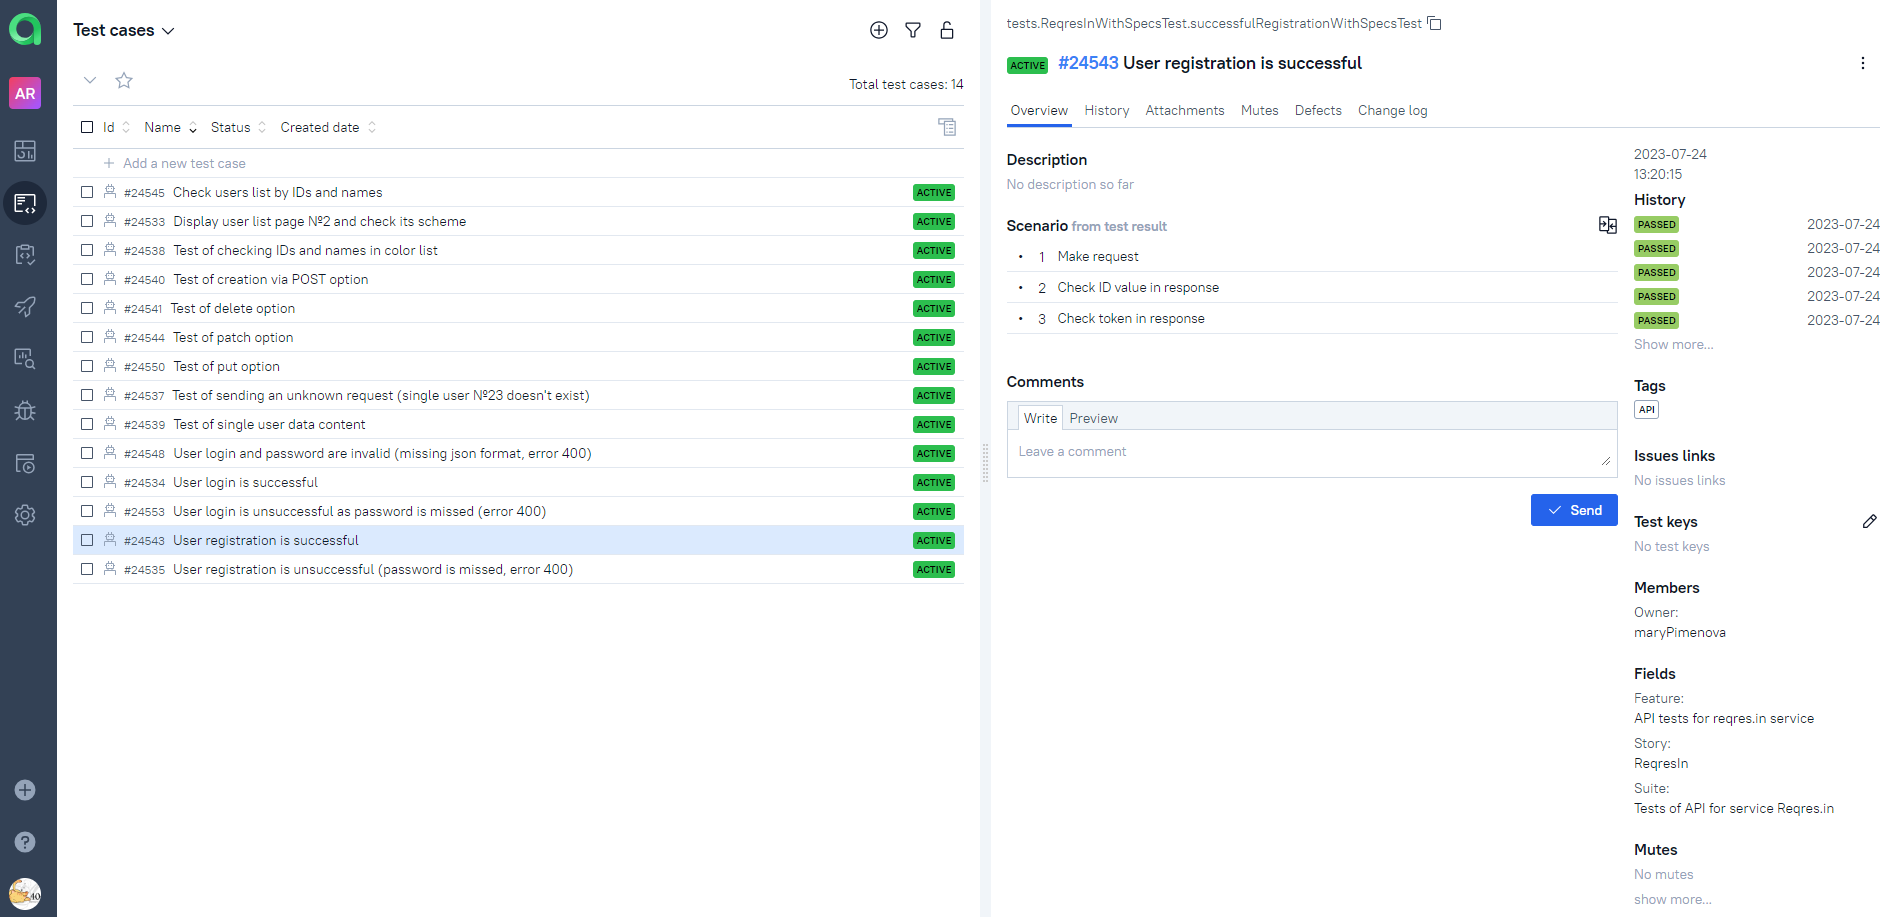 AR
Test cases
Total test cases: 14
Id Name Status Created date
Add a new test case
#24545 Check users list by IDs and names ACTIVE
#24533 Display user list page №2 and check its scheme ACTIVE
#24538 Test of checking IDs and names in color list ACTIVE
#24540 Test of creation via POST option ACTIVE
#24541 Test of delete option ACTIVE
#24544 Test of patch option ACTIVE
#24550 Test of put option ACTIVE
#24537 Test of sending an unknown request (single user №23 doesn't exist) ACTIVE
#24539 Test of single user data content ACTIVE
#24548 User login and password are invalid (missing json format, error 400) ACTIVE
#24534 User login is successful ACTIVE
#24553 User login is unsuccessful as password is missed (error 400) ACTIVE
#24543 User registration is successful ACTIVE
#24535 User registration is unsuccessful (password is missed, error 400) ACTIVE
tests.ReqresInWithSpecsTest.successfulRegistrationWithSpecsTest
ACTIVE #24543 User registration is successful
Overview History Attachments Mutes Defects Change log
Description
No description so far
Scenario from test result
• 1 Make request
• 2 Check ID value in response
• 3 Check token in response
Comments
Write Preview
Leave a comment
Send
2023-07-24
13:20:15
History
PASSED 2023-07-24
PASSED 2023-07-24
PASSED 2023-07-24
PASSED 2023-07-24
PASSED 2023-07-24
Show more...
Tags
API
Issues links
No issues links
Test keys
No test keys
Members
Owner:
maryPimenova
Fields
Feature:
API tests for reqres.in service
Story:
ReqresIn
Suite:
Tests of API for service Reqres.in
Mutes
No mutes
show more...